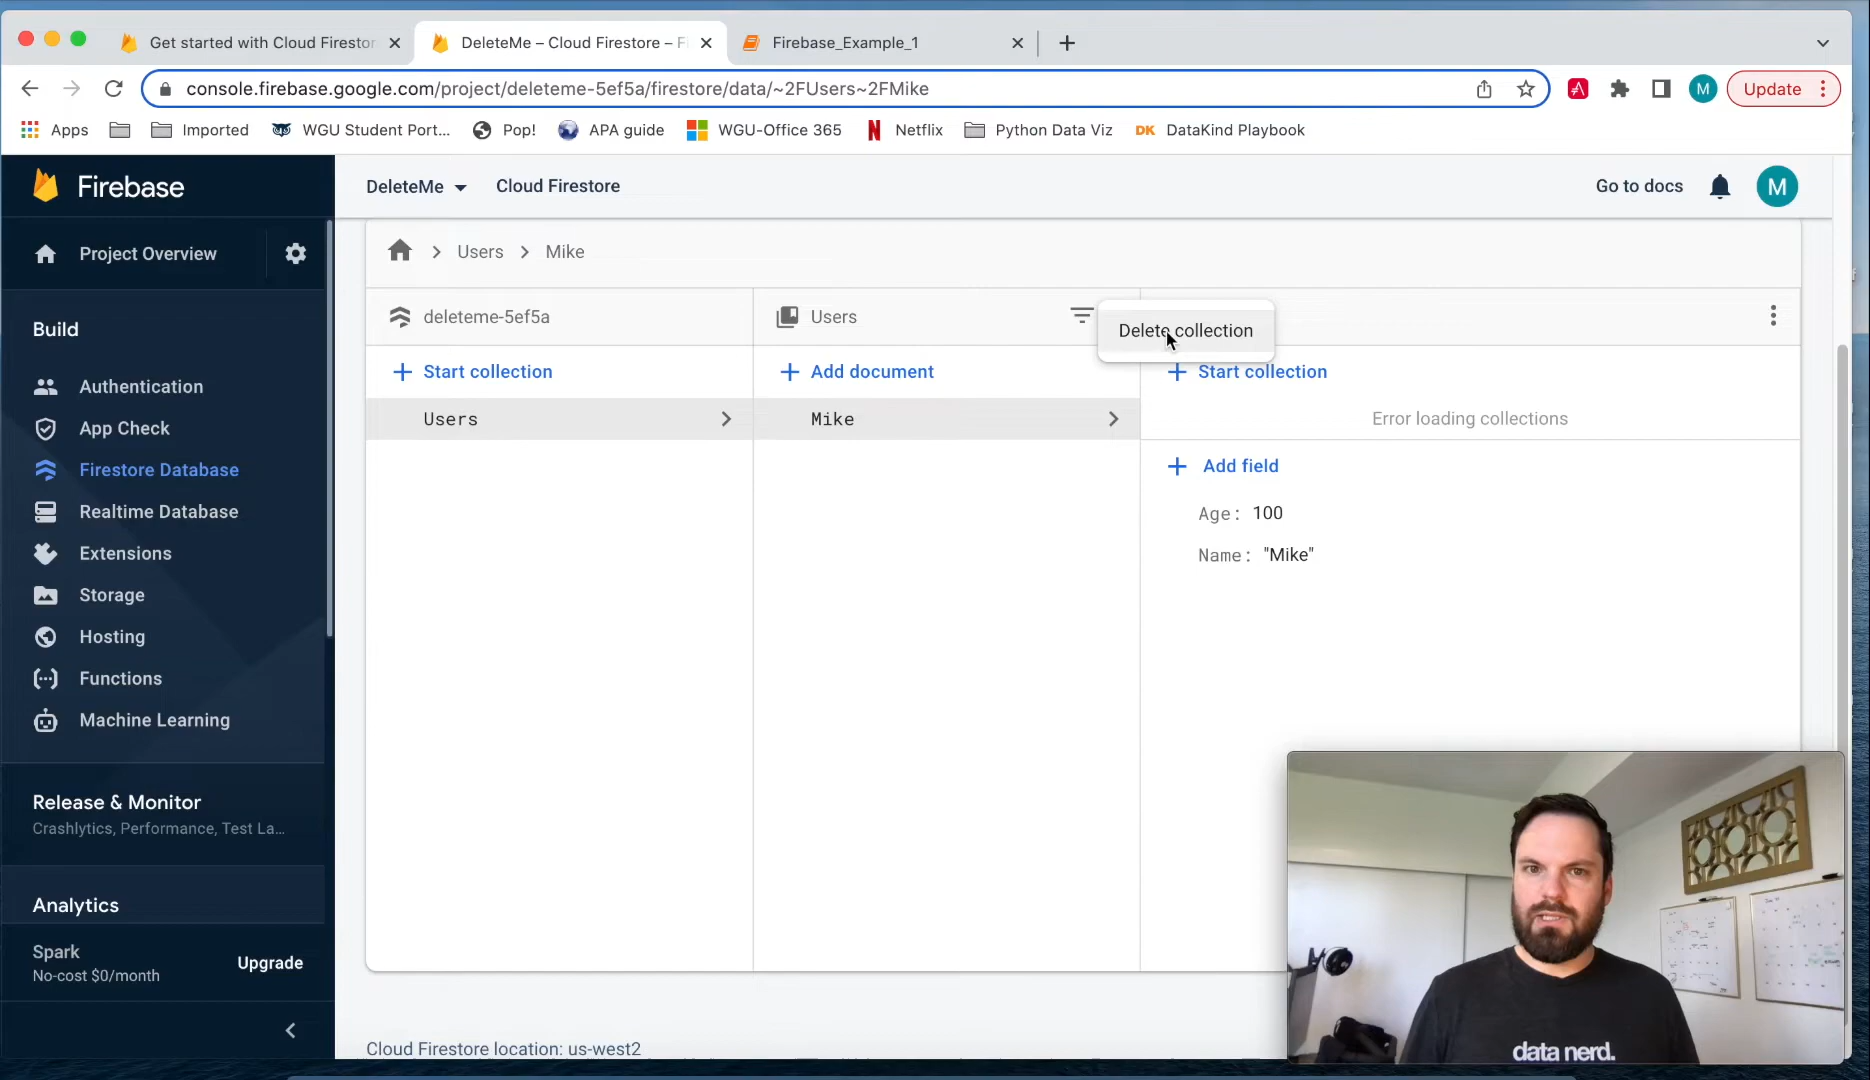 Get started with Cloud Firestor
DeleteMe – Cloud Firestore – Fi
Firebase_Example_1
console.firebase.google.com/project/deleteme-5ef5a/firestore/data/~2FUsers~2FMike
M
Update
Apps
Imported
WGU Student Port...
Pop!
APA guide
WGU-Office 365
N
Netflix
Python Data Viz
DK
DataKind Playbook
Firebase
DeleteMe
Cloud Firestore
Go to docs
M
Project Overview
Users
Mike
Build
deleteme-5ef5a
Users
Delete collection
Start collection
Add document
Start collection
Authentication
Users
Mike
Error loading collections
App Check
Firestore Database
Add field
Realtime Database
Age: 100
Extensions
Name: "Mike"
Storage
Hosting
Functions
Machine Learning
Release & Monitor
Crashlytics, Performance, Test La...
Analytics
Spark
No-cost $0/month
Upgrade
Cloud Firestore location: us-west2
data nerd.